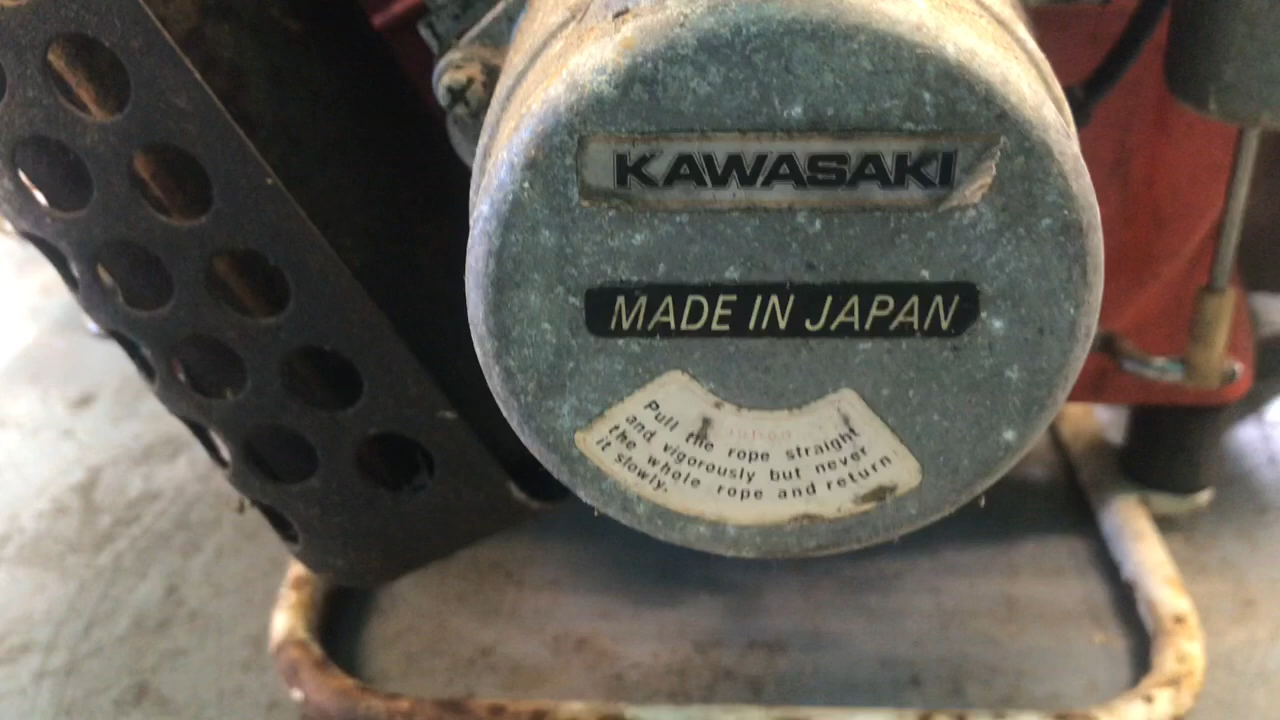 KAWASAKI
MADE IN JAPAN
Pull the rope straight
and vigorously but never
the whole rope and return
it slowly.